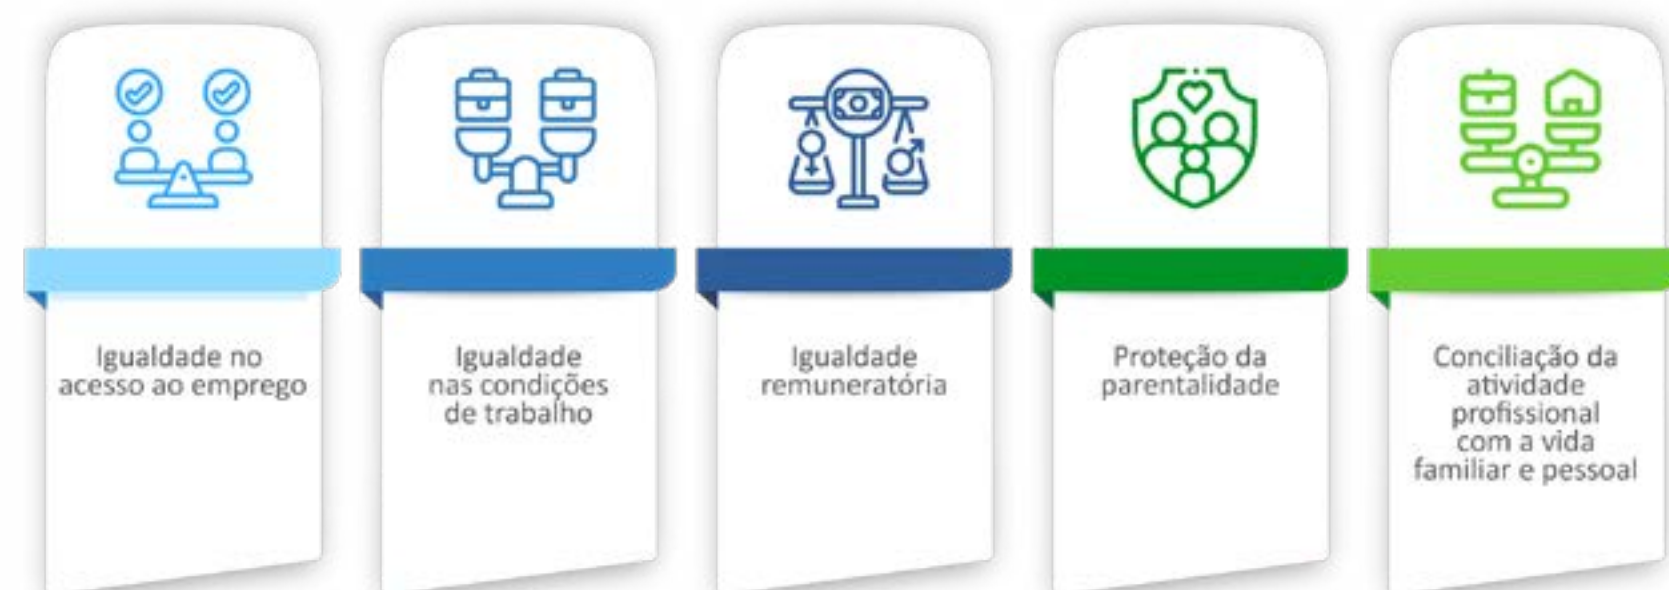 Igualdade no
acesso ao emprego
Igualdade
nas condições
de trabalho
Igualdade
remuneratória
Proteção da
parentalidade
Conciliação da
atividade
profissional
com a vida
familiar e pessoal